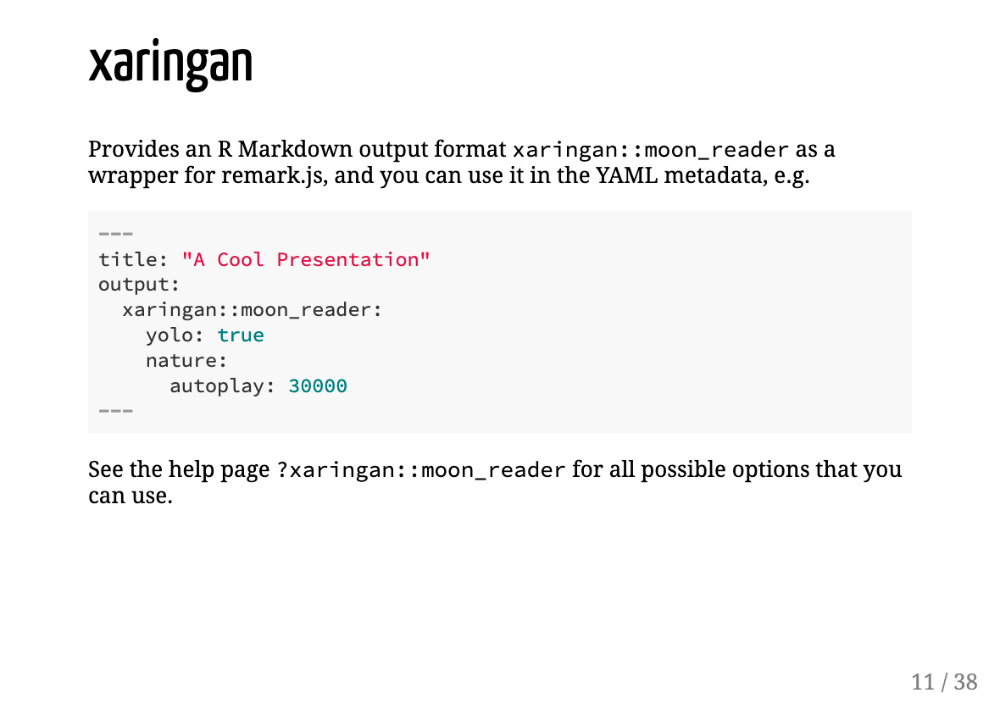 xaringan
Provides an R Markdown output format xaringan::moon_reader as a
wrapper for remark.js, and you can use it in the YAML metadata, e.g.
---
title: "A Cool Presentation"
output:
  xaringan::moon_reader:
    yolo: true
    nature:
      autoplay: 30000
---
See the help page ?xaringan::moon_reader for all possible options that you
can use.
11 / 38